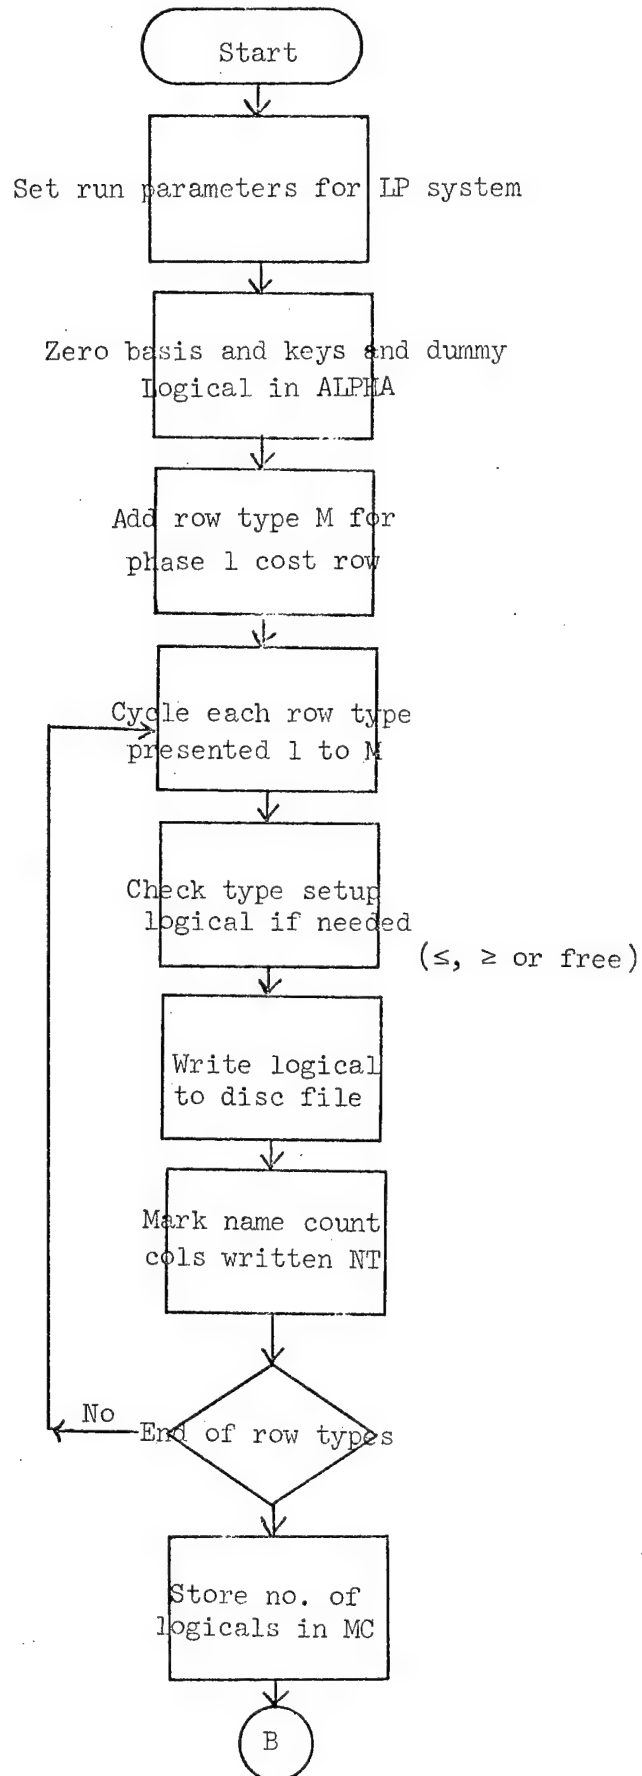 Start
Set run parameters for LP system
Zero basis and keys and dummy
Logical in ALPHA
Add row type M for
phase 1 cost row
Cycle each row type
presented 1 to M
Check type setup
logical if needed
(≤, ≥ or free)
Write logical
to disc file
Mark name count
cols written NT
No
End of row types
Store no. of
logicals in MC
B